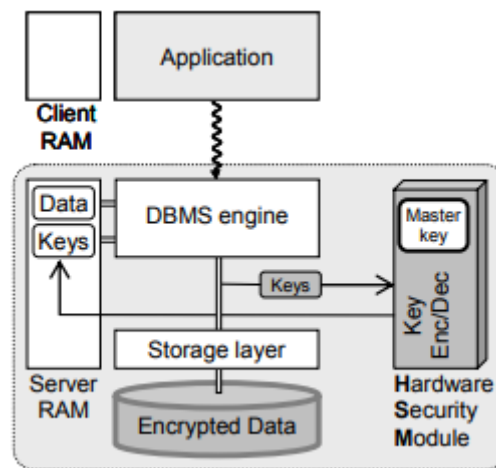 Application
Client
RAM
Data
DBMS engine
Keys
Master
key
Keys
Key
Enc/Dec
Storage layer
Server
RAM
Encrypted Data
Hardware
Security
Module